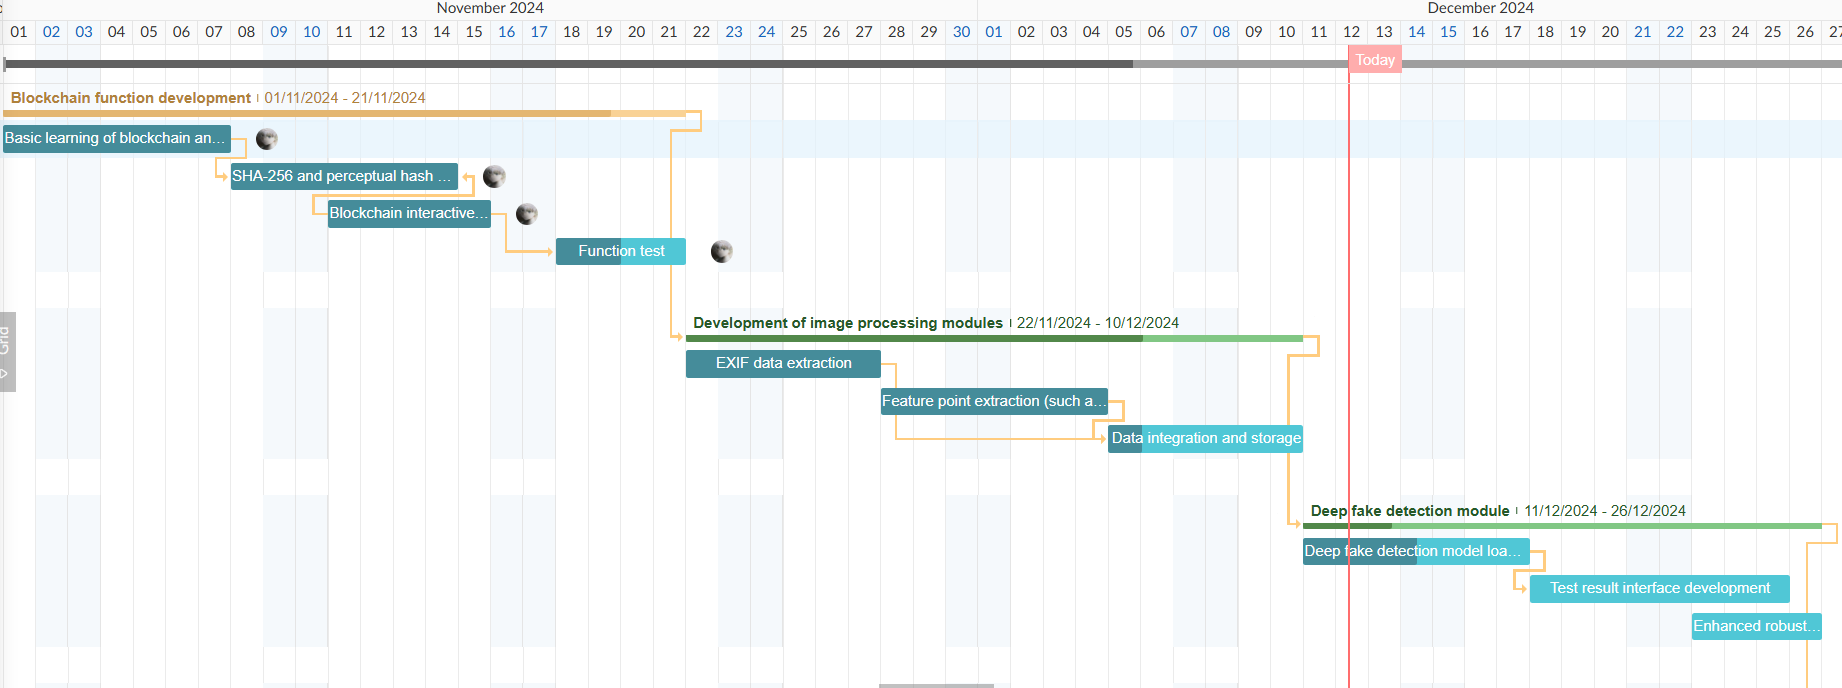 November 2024
December 2024
01 02 03 04 05 06 07 08 09 10 11 12 13 14 15 16 17 18 19 20 21 22 23 24 25 26 27 28 29 30 01 02 03 04 05 06 07 08 09 10 11 12 13 14 15 16 17 18 19 20 21 22 23 24 25 26 27
Today
Blockchain function development 01/11/2024 - 21/11/2024
Basic learning of blockchain an...
SHA-256 and perceptual hash ...
Blockchain interactive...
Function test
Grid
Development of image processing modules 22/11/2024 - 10/12/2024
EXIF data extraction
Feature point extraction (such a...
Data integration and storage
Deep fake detection module 11/12/2024 - 26/12/2024
Deep fake detection model loa...
Test result interface development
Enhanced robust...